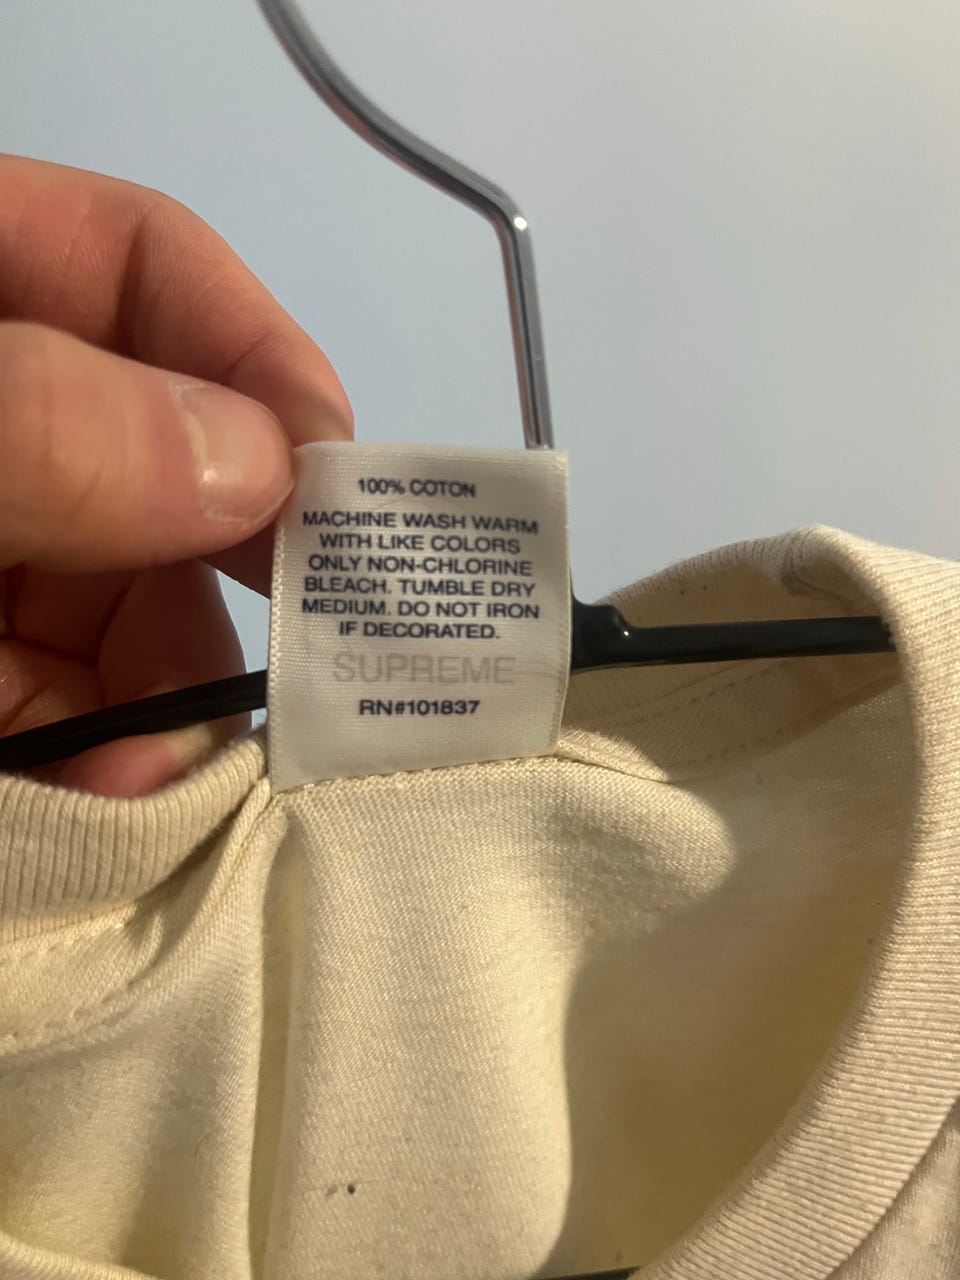 100% COTON
MACHINE WASH WARM
WITH LIKE COLORS
ONLY NON-CHLORINE
BLEACH. TUMBLE DRY
MEDIUM. DO NOT IRON
IF DECORATED.
SUPREME
RN#101837